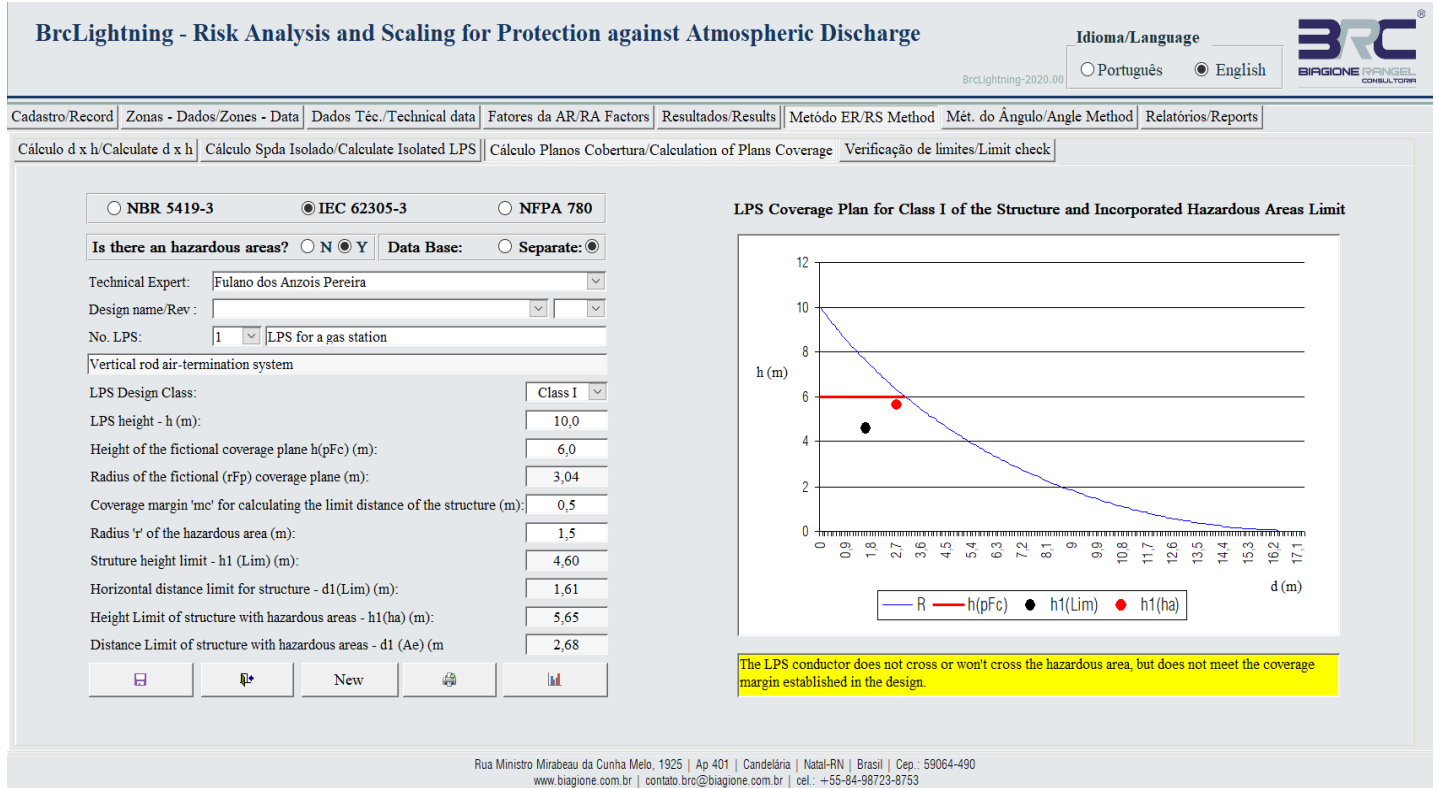 BrcLightning - Risk Analysis and Scaling for Protection against Atmospheric Discharge
BrcLightning-2020.00
Idioma/Language
Português English
®
BRC
BIAGIONE RANGEL
CONSULTORIA
Cadastro/Record Zonas - Dados/Zones - Data Dados Téc./Technical data Fatores da AR/RA Factors Resultados/Results Metódo ER/RS Method Mét. do Ângulo/Angle Method Relatórios/Reports
Cálculo d x h/Calculate d x h Cálculo Spda Isolado/Calculate Isolated LPS Cálculo Planos Cobertura/Calculation of Plans Coverage Verificação de limites/Limit check
NBR 5419-3 IEC 62305-3 NFPA 780
Is there an hazardous areas? N Y Data Base: Separate:
Technical Expert: Fulano dos Anzois Pereira
Design name/Rev :
No. LPS: 1 LPS for a gas station
Vertical rod air-termination system
LPS Design Class: Class I
LPS height - h (m): 10,0
Height of the fictional coverage plane h(pFc) (m): 6,0
Radius of the fictional (rFp) coverage plane (m): 3,04
Coverage margin 'mc' for calculating the limit distance of the structure (m): 0,5
Radius 'r' of the hazardous area (m): 1,5
Struture height limit - h1 (Lim) (m): 4,60
Horizontal distance limit for structure - d1(Lim) (m): 1,61
Height Limit of structure with hazardous areas - h1(ha) (m): 5,65
Distance Limit of structure with hazardous areas - d1 (Ae) (m 2,68
New
LPS Coverage Plan for Class I of the Structure and Incorporated Hazardous Areas Limit
12
10
8
h (m)
6
4
2
0
0 0,9 1,8 2,7 3,6 4,5 5,4 6,3 7,2 8,1 9 9,9 10,8 11,7 12,6 13,5 14,4 15,3 16,2 17,1
d (m)
R h(pFc) h1(Lim) h1(ha)
The LPS conductor does not cross or won't cross the hazardous area, but does not meet the coverage
margin established in the design.
Rua Ministro Mirabeau da Cunha Melo, 1925 | Ap 401 | Candelária | Natal-RN | Brasil | Cep.: 59064-490
www.biagione.com.br | contato.brc@biagione.com.br | cel.: +55-84-98723-8753